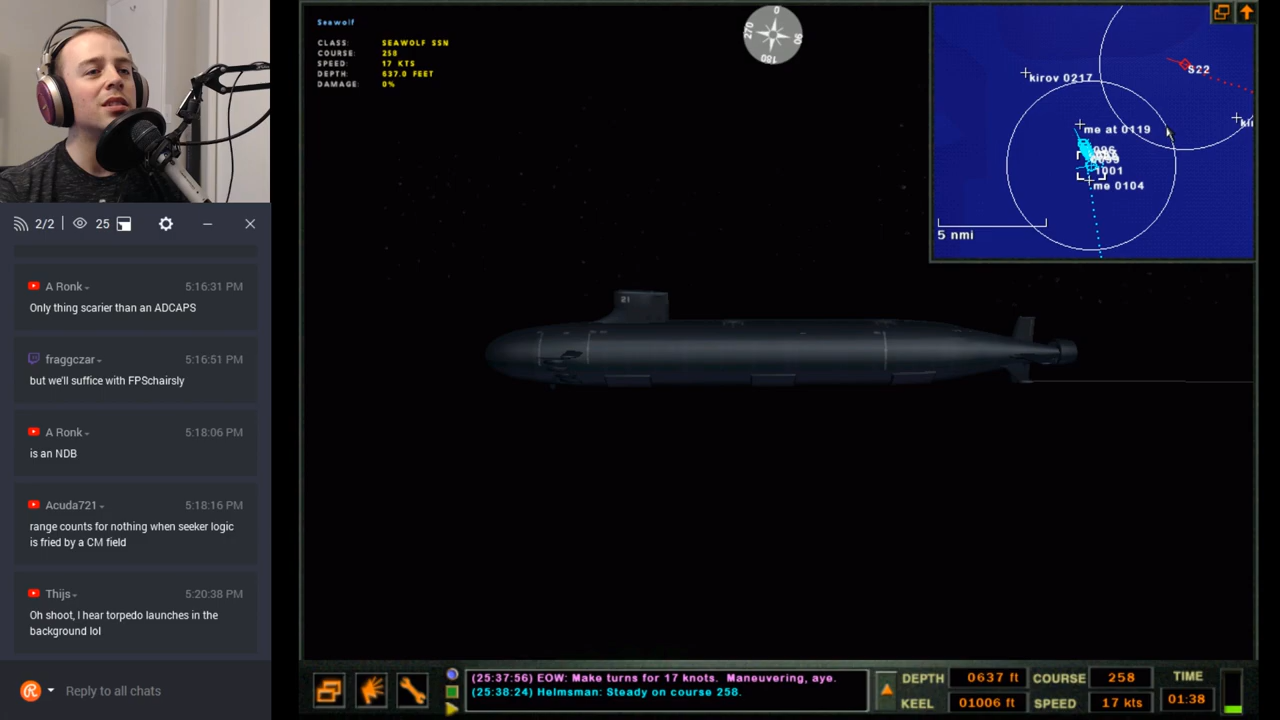 2/2
25
A Ronk
5:16:31 PM
Only thing scarier than an ADCAPS
fraggczar
5:16:51 PM
but we'll suffice with FPSchairsly
A Ronk
5:18:06 PM
is an NDB
Acuda721
5:18:16 PM
range counts for nothing when seeker logic
is fried by a CM field
Thijs
5:20:38 PM
Oh shoot, I hear torpedo launches in the
background lol
Reply to all chats
Seawolf
CLASS: SEAWOLF SSN
COURSE: 258
SPEED: 17 KTS
DEPTH: 637.0 FEET
DAMAGE: 0%
0
270
90
180
S22
kirov 0217
me at 0119
1001
me 0104
5 nmi
21
(25:37:56) EOW: Make turns for 17 knots. Maneuvering, aye.
(25:38:24) Helmsman: Steady on course 258.
DEPTH 0637 ft COURSE 258 TIME
KEEL 01006 ft SPEED 17 kts 01:38